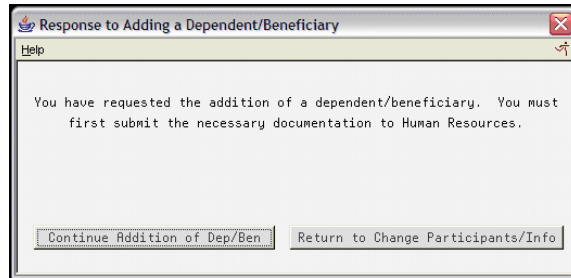 Response to Adding a Dependent/Beneficiary
Help
You have requested the addition of a dependent/beneficiary.  You must
first submit the necessary documentation to Human Resources.
Continue Addition of Dep/Ben
Return to Change Participants/Info